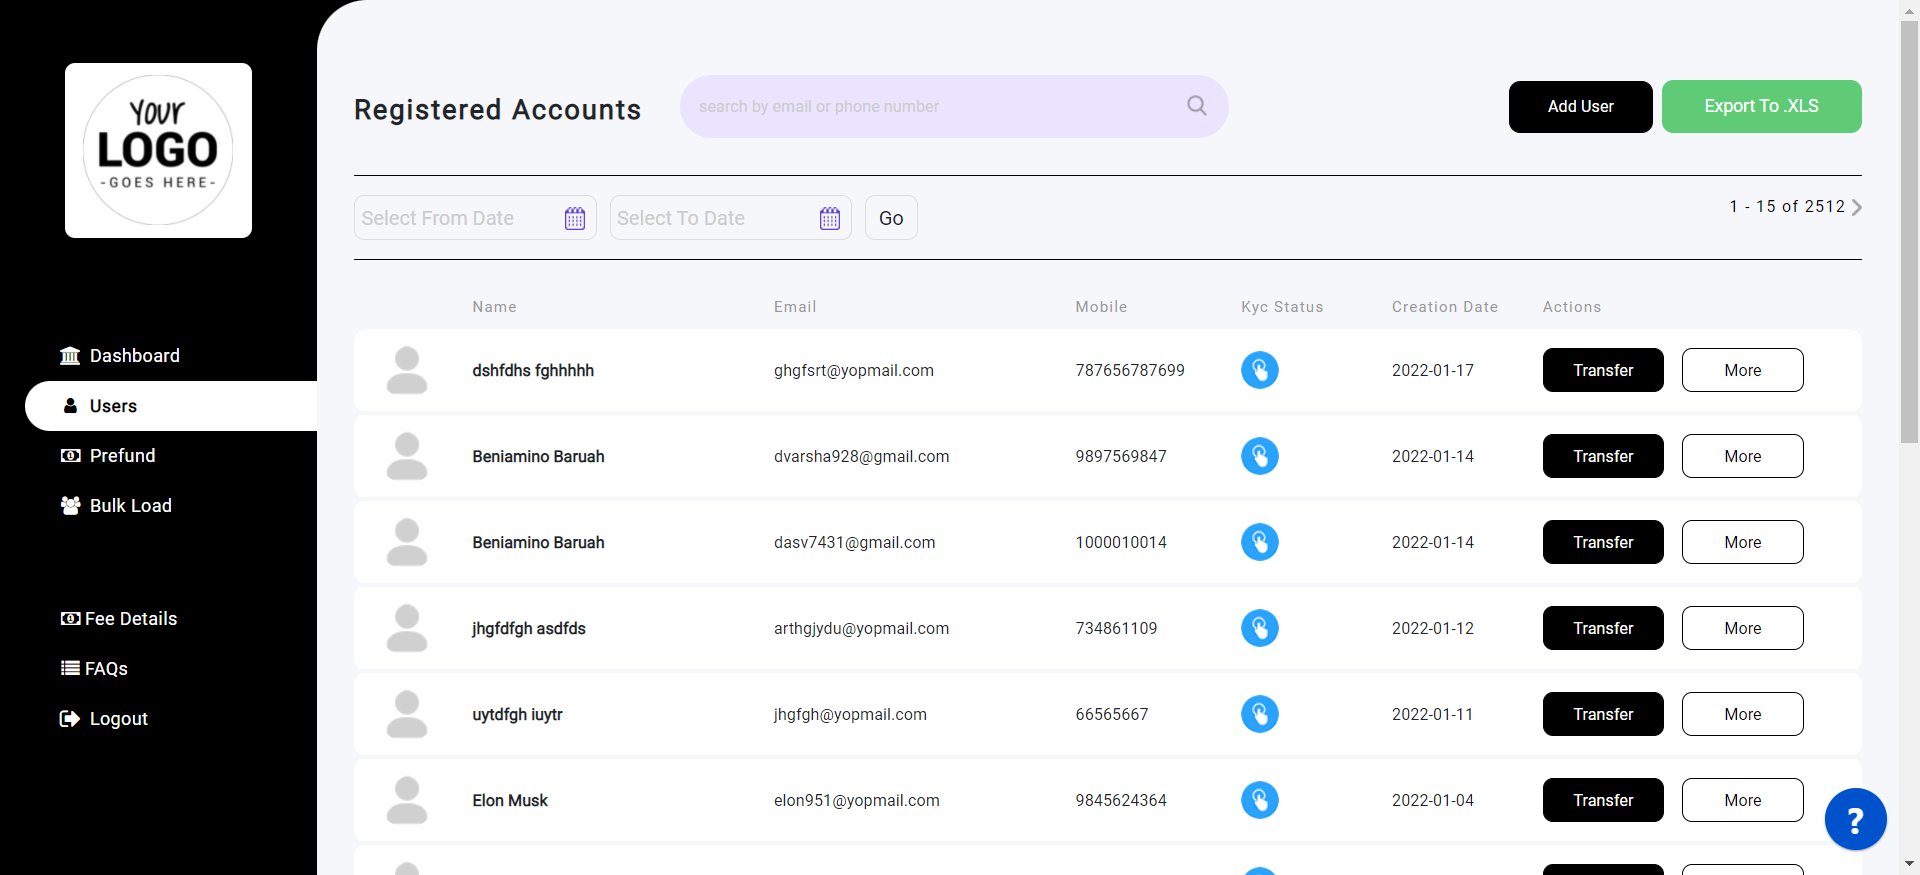 YOUR
LOGO
-GOES HERE-
Dashboard
Users
Prefund
Bulk Load
Fee Details
FAQs
Logout
Registered Accounts
search by email or phone number
Add User
Export To .XLS
Select From Date
Select To Date
Go
1 - 15 of 2512
Name Email Mobile Kyc Status Creation Date Actions
dshfdhs fghhhhh ghgfsrt@yopmail.com 787656787699 2022-01-17 Transfer More
Beniamino Baruah dvarsha928@gmail.com 9897569847 2022-01-14 Transfer More
Beniamino Baruah dasv7431@gmail.com 1000010014 2022-01-14 Transfer More
jhgfdfgh asdfds arthgjydu@yopmail.com 734861109 2022-01-12 Transfer More
uytdfgh iuytr jhgfgh@yopmail.com 66565667 2022-01-11 Transfer More
Elon Musk elon951@yopmail.com 9845624364 2022-01-04 Transfer More
?